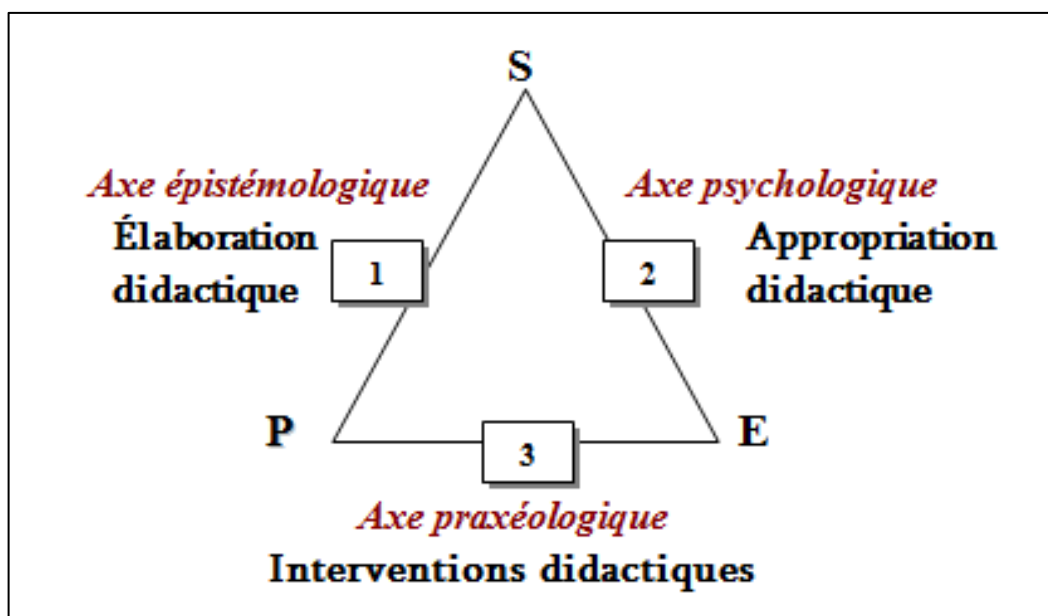 S
Axe épistémologique
Élaboration
didactique
1
Axe psychologique
Appropriation
didactique
2
P
E
3
Axe praxéologique
Interventions didactiques